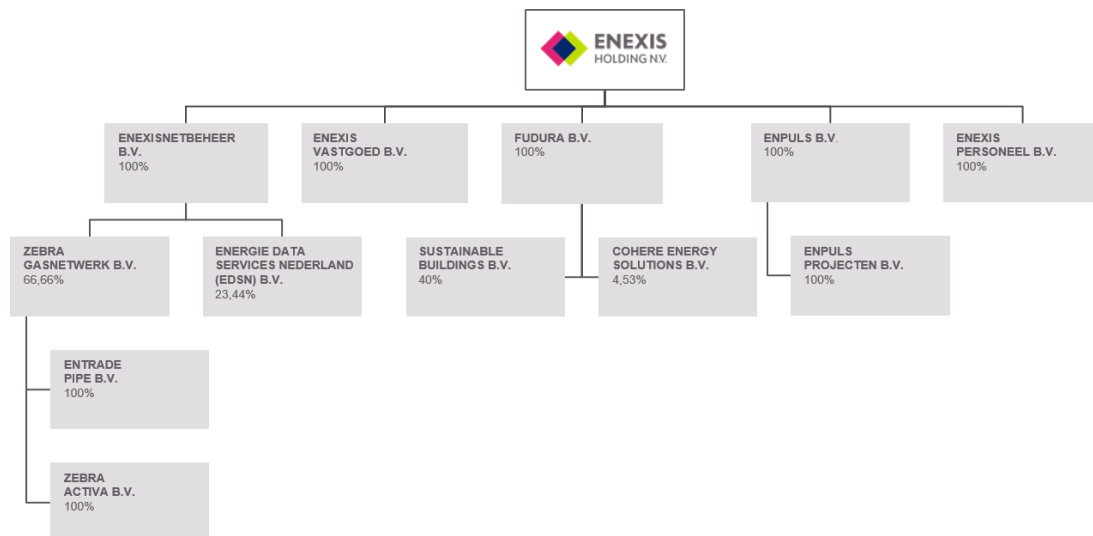 ENEXIS
HOLDING N.V.
ENEXISNETBEHEER
B.V.
100%
ENEXIS
VASTGOED B.V.
100%
FUDURA B.V.
100%
ENPULS B.V.
100%
ENEXIS
PERSONEEL B.V.
100%
ZEBRA
GASNETWERK B.V.
66,66%
ENERGIE DATA
SERVICES NEDERLAND
(EDSN) B.V.
23,44%
SUSTAINABLE
BUILDINGS B.V.
40%
COHERE ENERGY
SOLUTIONS B.V.
4,53%
ENPULS
PROJECTEN B.V.
100%
ENTRADE
PIPE B.V.
100%
ZEBRA
ACTIVA B.V.
100%